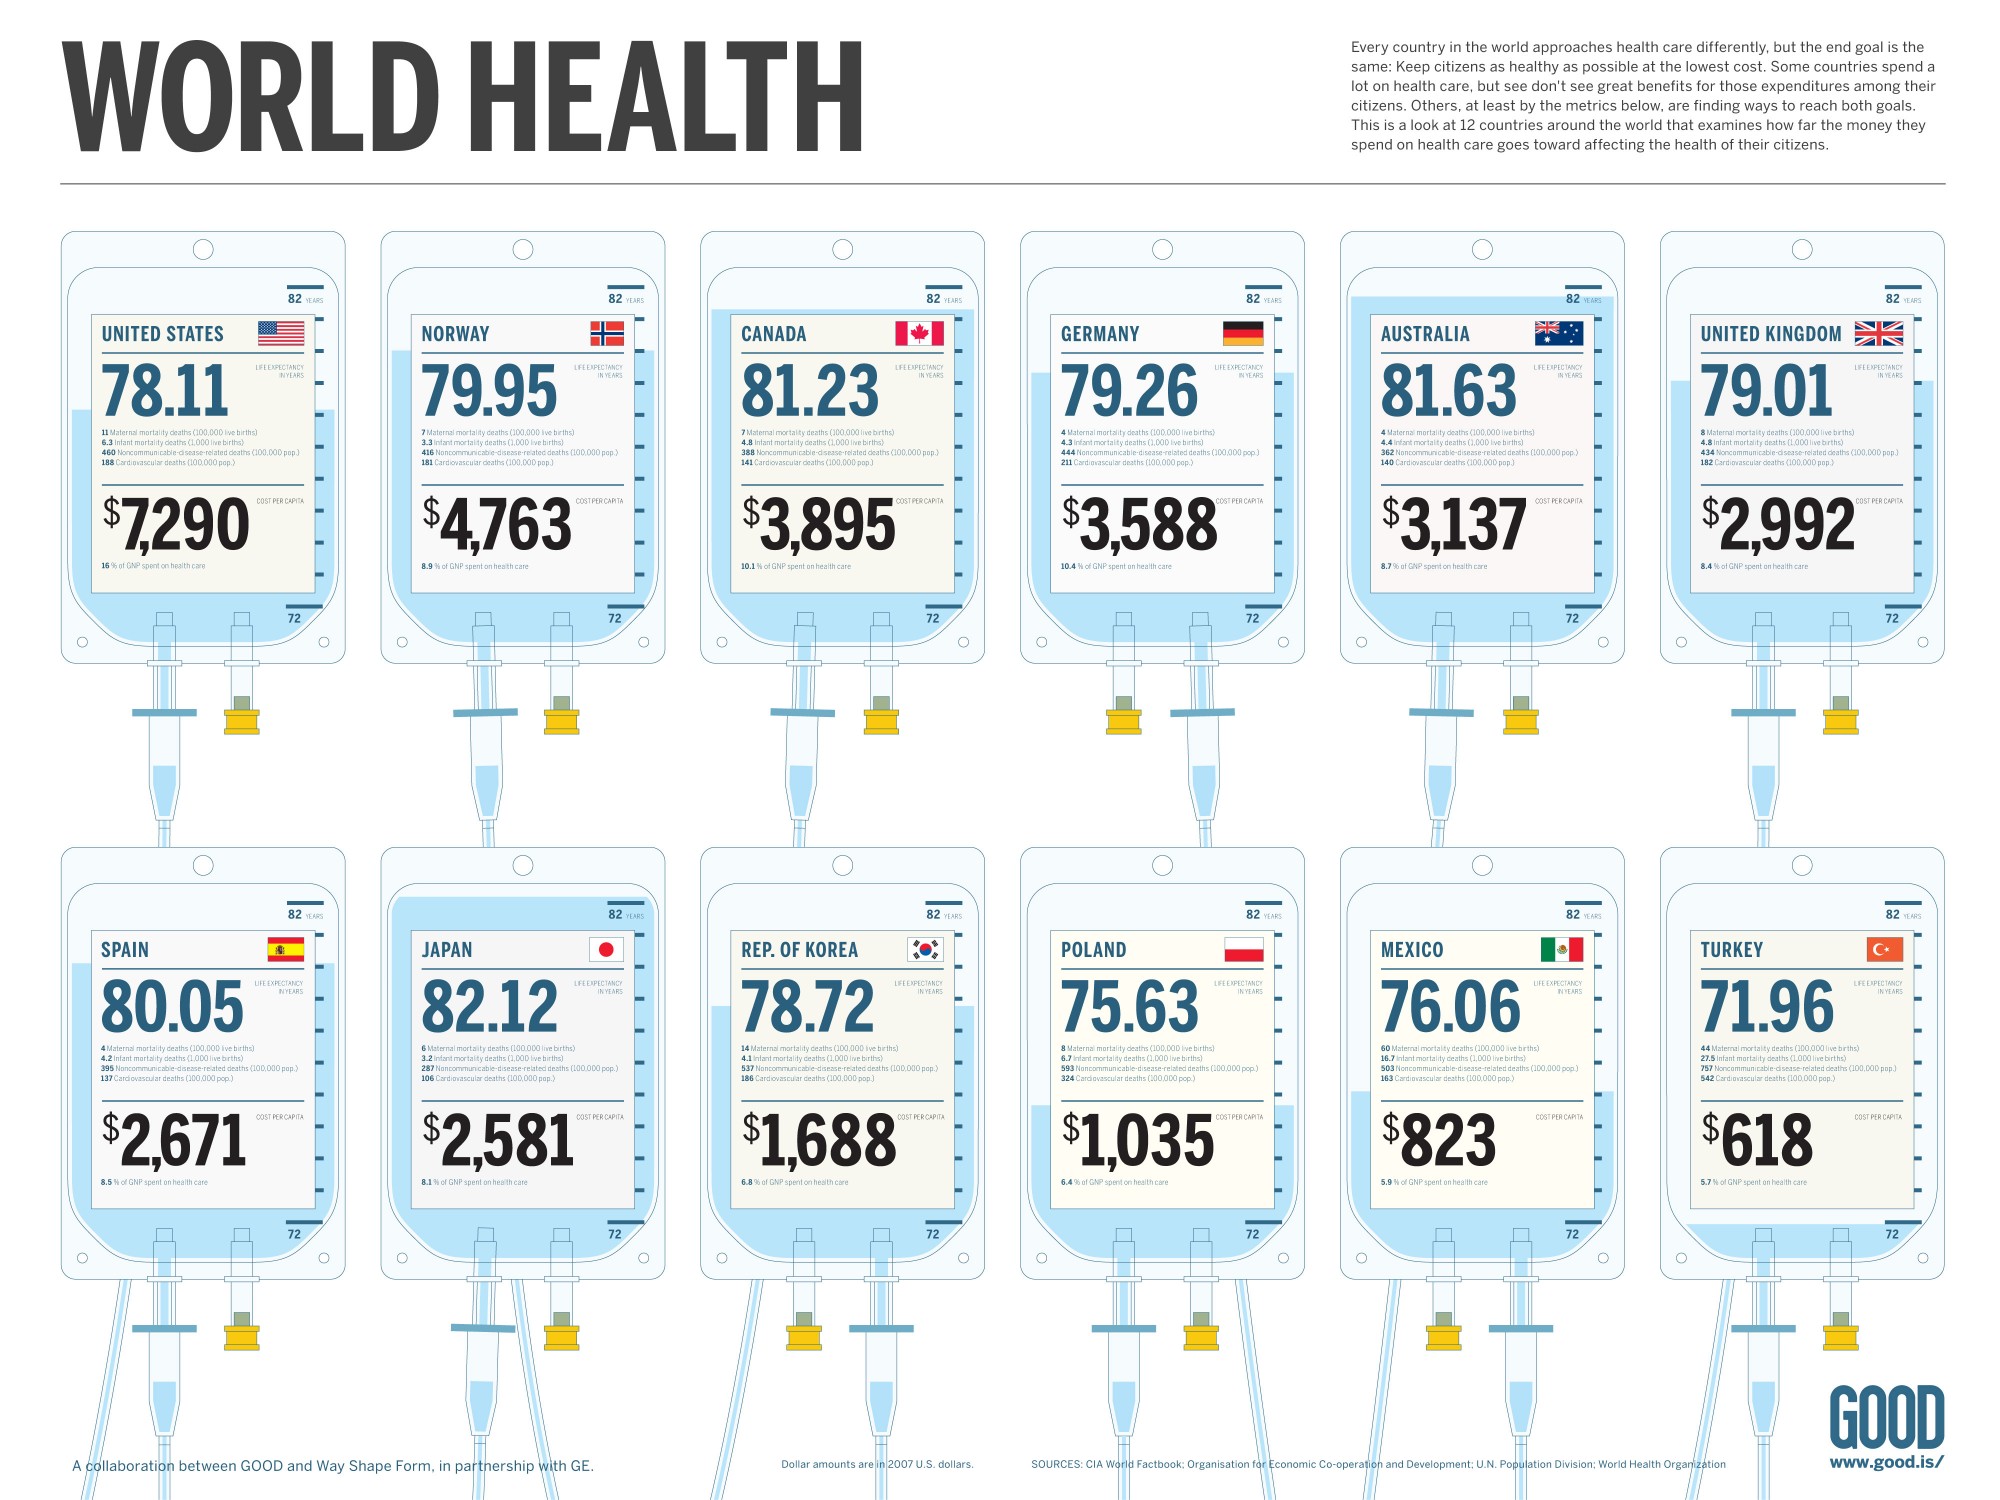 WORLD HEALTH
Every country in the world approaches health care differently, but the end goal is the
same: Keep citizens as healthy as possible at the lowest cost. Some countries spend a
lot on health care, but see don't see great benefits for those expenditures among their
citizens. Others, at least by the metrics below, are finding ways to reach both goals.
This is a look at 12 countries around the world that examines how far the money they
spend on health care goes toward affecting the health of their citizens.
82 YEARS
UNITED STATES
78.11
LIFE EXPECTANCY
IN YEARS
11 Maternal mortality deaths (100,000 live births)
6.3 Infant mortality deaths (1,000 live births)
460 Noncommunicable-disease-related deaths (100,000 pop.)
188 Cardiovascular deaths (100,000 pop.)
$7,290
COST PER CAPITA
16 % of GNP spent on health care
72
82 YEARS
NORWAY
79.95
LIFE EXPECTANCY
IN YEARS
7 Maternal mortality deaths (100,000 live births)
3.3 Infant mortality deaths (1,000 live births)
416 Noncommunicable-disease-related deaths (100,000 pop.)
181 Cardiovascular deaths (100,000 pop.)
$4,763
COST PER CAPITA
8.9 % of GNP spent on health care
72
82 YEARS
CANADA
81.23
LIFE EXPECTANCY
IN YEARS
7 Maternal mortality deaths (100,000 live births)
4.8 Infant mortality deaths (1,000 live births)
388 Noncommunicable-disease-related deaths (100,000 pop.)
141 Cardiovascular deaths (100,000 pop.)
$3,895
COST PER CAPITA
10.1 % of GNP spent on health care
72
82 YEARS
GERMANY
79.26
LIFE EXPECTANCY
IN YEARS
4 Maternal mortality deaths (100,000 live births)
4.3 Infant mortality deaths (1,000 live births)
444 Noncommunicable-disease-related deaths (100,000 pop.)
211 Cardiovascular deaths (100,000 pop.)
$3,588
COST PER CAPITA
10.4 % of GNP spent on health care
72
82 YEARS
AUSTRALIA
81.63
LIFE EXPECTANCY
IN YEARS
4 Maternal mortality deaths (100,000 live births)
4.4 Infant mortality deaths (1,000 live births)
362 Noncommunicable-disease-related deaths (100,000 pop.)
140 Cardiovascular deaths (100,000 pop.)
$3,137
COST PER CAPITA
8.7 % of GNP spent on health care
72
82 YEARS
UNITED KINGDOM
79.01
LIFE EXPECTANCY
IN YEARS
8 Maternal mortality deaths (100,000 live births)
4.8 Infant mortality deaths (1,000 live births)
434 Noncommunicable-disease-related deaths (100,000 pop.)
182 Cardiovascular deaths (100,000 pop.)
$2,992
COST PER CAPITA
8.4 % of GNP spent on health care
72
82 YEARS
SPAIN
80.05
LIFE EXPECTANCY
IN YEARS
4 Maternal mortality deaths (100,000 live births)
4.2 Infant mortality deaths (1,000 live births)
395 Noncommunicable-disease-related deaths (100,000 pop.)
137 Cardiovascular deaths (100,000 pop.)
$2,671
COST PER CAPITA
8.5 % of GNP spent on health care
72
82 YEARS
JAPAN
82.12
LIFE EXPECTANCY
IN YEARS
6 Maternal mortality deaths (100,000 live births)
3.2 Infant mortality deaths (1,000 live births)
287 Noncommunicable-disease-related deaths (100,000 pop.)
106 Cardiovascular deaths (100,000 pop.)
$2,581
COST PER CAPITA
8.1 % of GNP spent on health care
72
82 YEARS
REP. OF KOREA
78.72
LIFE EXPECTANCY
IN YEARS
14 Maternal mortality deaths (100,000 live births)
4.1 Infant mortality deaths (1,000 live births)
537 Noncommunicable-disease-related deaths (100,000 pop.)
186 Cardiovascular deaths (100,000 pop.)
$1,688
COST PER CAPITA
6.8 % of GNP spent on health care
72
82 YEARS
POLAND
75.63
LIFE EXPECTANCY
IN YEARS
8 Maternal mortality deaths (100,000 live births)
6.7 Infant mortality deaths (1,000 live births)
593 Noncommunicable-disease-related deaths (100,000 pop.)
324 Cardiovascular deaths (100,000 pop.)
$1,035
COST PER CAPITA
6.4 % of GNP spent on health care
72
82 YEARS
MEXICO
76.06
LIFE EXPECTANCY
IN YEARS
60 Maternal mortality deaths (100,000 live births)
16.7 Infant mortality deaths (1,000 live births)
503 Noncommunicable-disease-related deaths (100,000 pop.)
163 Cardiovascular deaths (100,000 pop.)
$823
COST PER CAPITA
5.9 % of GNP spent on health care
72
82 YEARS
TURKEY
71.96
LIFE EXPECTANCY
IN YEARS
44 Maternal mortality deaths (100,000 live births)
27.5 Infant mortality deaths (1,000 live births)
757 Noncommunicable-disease-related deaths (100,000 pop.)
542 Cardiovascular deaths (100,000 pop.)
$618
COST PER CAPITA
5.7 % of GNP spent on health care
72
A collaboration between GOOD and Way Shape Form, in partnership with GE.
Dollar amounts are in 2007 U.S. dollars.
SOURCES: CIA World Factbook; Organisation for Economic Co-operation and Development; U.N. Population Division; World Health Organization
GOOD
www.good.is/